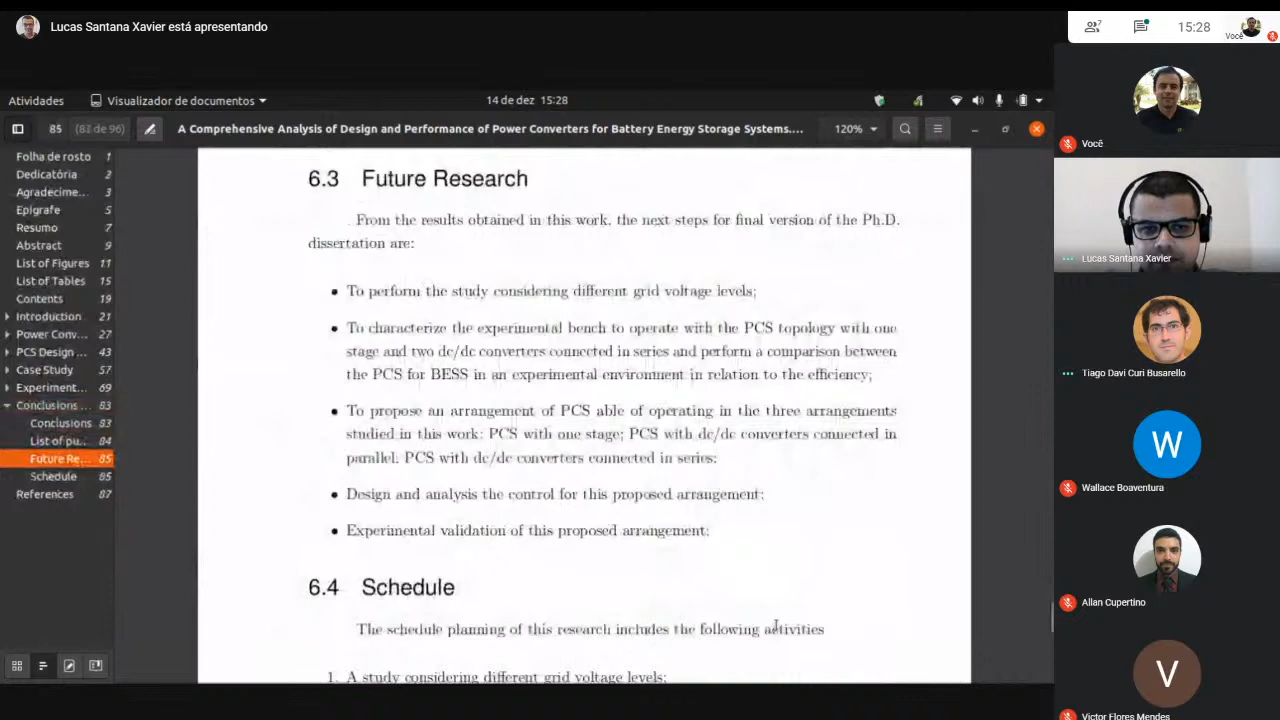 Lucas Santana Xavier está apresentando
7
15:28
Você
Atividades
Visualizador de documentos
14 de dez 15:28
85
(83 de 96)
A Comprehensive Analysis of Design and Performance of Power Converters for Battery Energy Storage Systems....
120%
Folha de rosto 1
Dedicatória 2
Agradecime... 3
Epígrafe 5
Resumo 7
Abstract 9
List of Figures 11
List of Tables 15
Contents 19
Introduction 21
Power Conv... 27
PCS Design ... 43
Case Study 57
Experiment... 69
Conclusions 83
Conclusions 83
List of pu... 84
Future Re... 85
Schedule 85
References 87
6.3 Future Research
From the results obtained in this work, the next steps for final version of the Ph.D.
dissertation are:
• To perform the study considering different grid voltage levels;
• To characterize the experimental bench to operate with the PCS topology with one
stage and two dc/dc converters connected in series and perform a comparison between
the PCS for BESS in an experimental environment in relation to the efficiency;
• To propose an arrangement of PCS able of operating in the three arrangements
studied in this work: PCS with one stage; PCS with dc/dc converters connected in
parallel; PCS with dc/dc converters connected in series;
• Design and analysis the control for this proposed arrangement;
• Experimental validation of this proposed arrangement;
6.4 Schedule
The schedule planning of this research includes the following activities
1. A study considering different grid voltage levels;
Você
Lucas Santana Xavier
Tiago Davi Curi Busarello
W
Wallace Boaventura
Allan Cupertino
V
Victor Flores Mendes